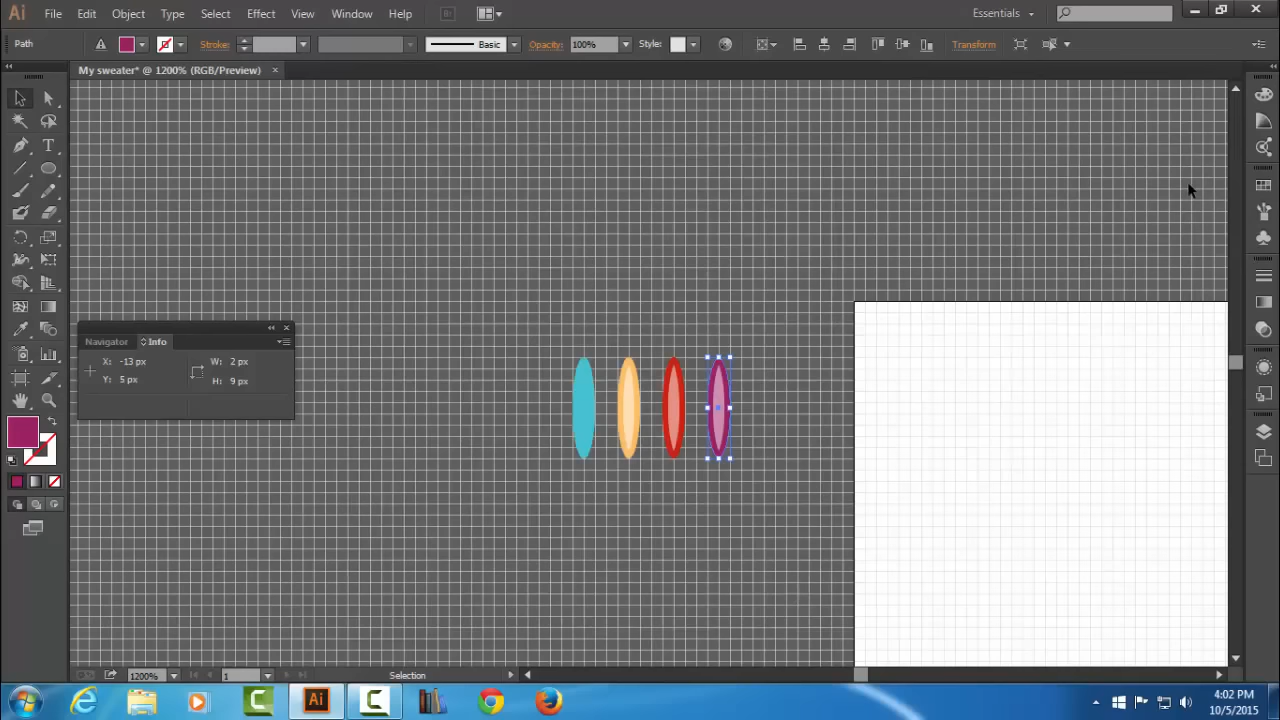 Ai File Edit Object Type Select Effect View Window Help Br Essentials
Path Stroke: Basic Opacity: 100% Style: Transform
My sweater* @ 1200% (RGB/Preview) ×
T
Navigator Info
X: -13 px W: 2 px
Y: 5 px H: 9 px
1200% 1 Selection
Ai 4:02 PM
10/5/2015